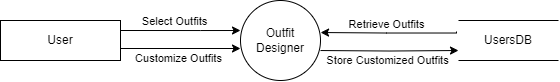 Select Outfits
User
Customize Outfits
Outfit
Designer
Retrieve Outfits
Store Customized Outfits
UsersDB